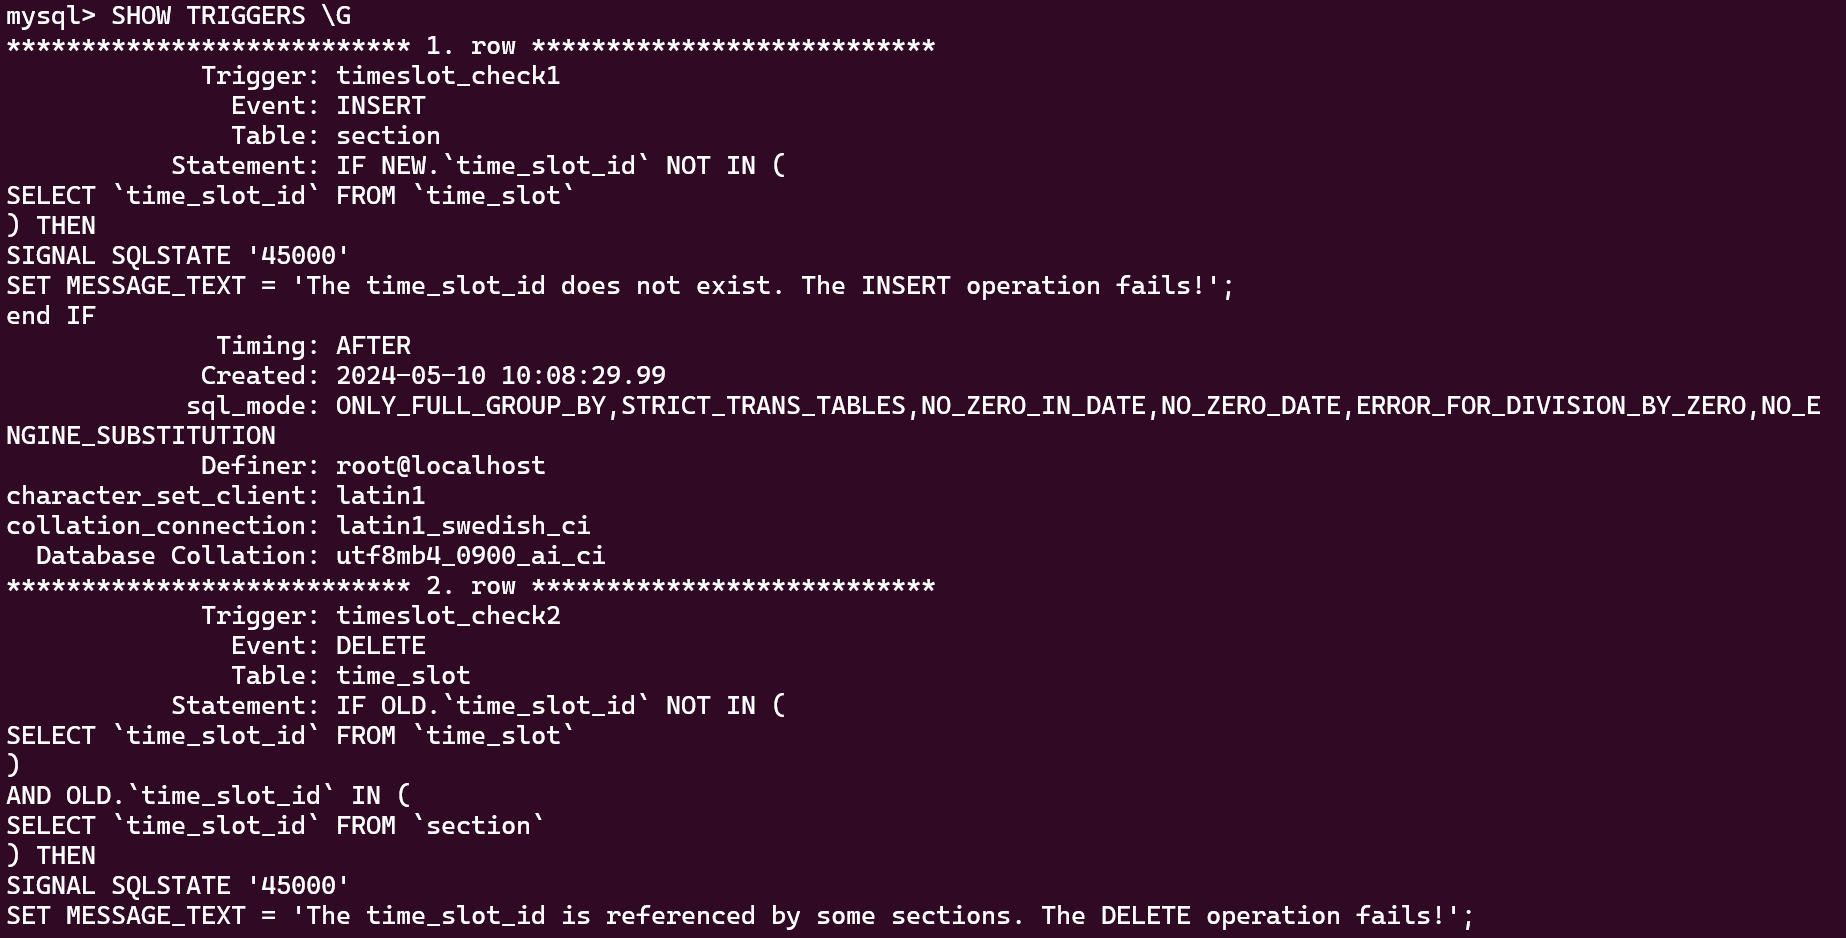 mysql> SHOW TRIGGERS \G
*************************** 1. row ***************************
             Trigger: timeslot_check1
               Event: INSERT
               Table: section
           Statement: IF NEW.`time_slot_id` NOT IN (
SELECT `time_slot_id` FROM `time_slot`
) THEN
SIGNAL SQLSTATE '45000'
SET MESSAGE_TEXT = 'The time_slot_id does not exist. The INSERT operation fails!';
end IF
              Timing: AFTER
             Created: 2024-05-10 10:08:29.99
            sql_mode: ONLY_FULL_GROUP_BY,STRICT_TRANS_TABLES,NO_ZERO_IN_DATE,NO_ZERO_DATE,ERROR_FOR_DIVISION_BY_ZERO,NO_E
NGINE_SUBSTITUTION
             Definer: root@localhost
character_set_client: latin1
collation_connection: latin1_swedish_ci
  Database Collation: utf8mb4_0900_ai_ci
*************************** 2. row ***************************
             Trigger: timeslot_check2
               Event: DELETE
               Table: time_slot
           Statement: IF OLD.`time_slot_id` NOT IN (
SELECT `time_slot_id` FROM `time_slot`
)
AND OLD.`time_slot_id` IN (
SELECT `time_slot_id` FROM `section`
) THEN
SIGNAL SQLSTATE '45000'
SET MESSAGE_TEXT = 'The time_slot_id is referenced by some sections. The DELETE operation fails!';